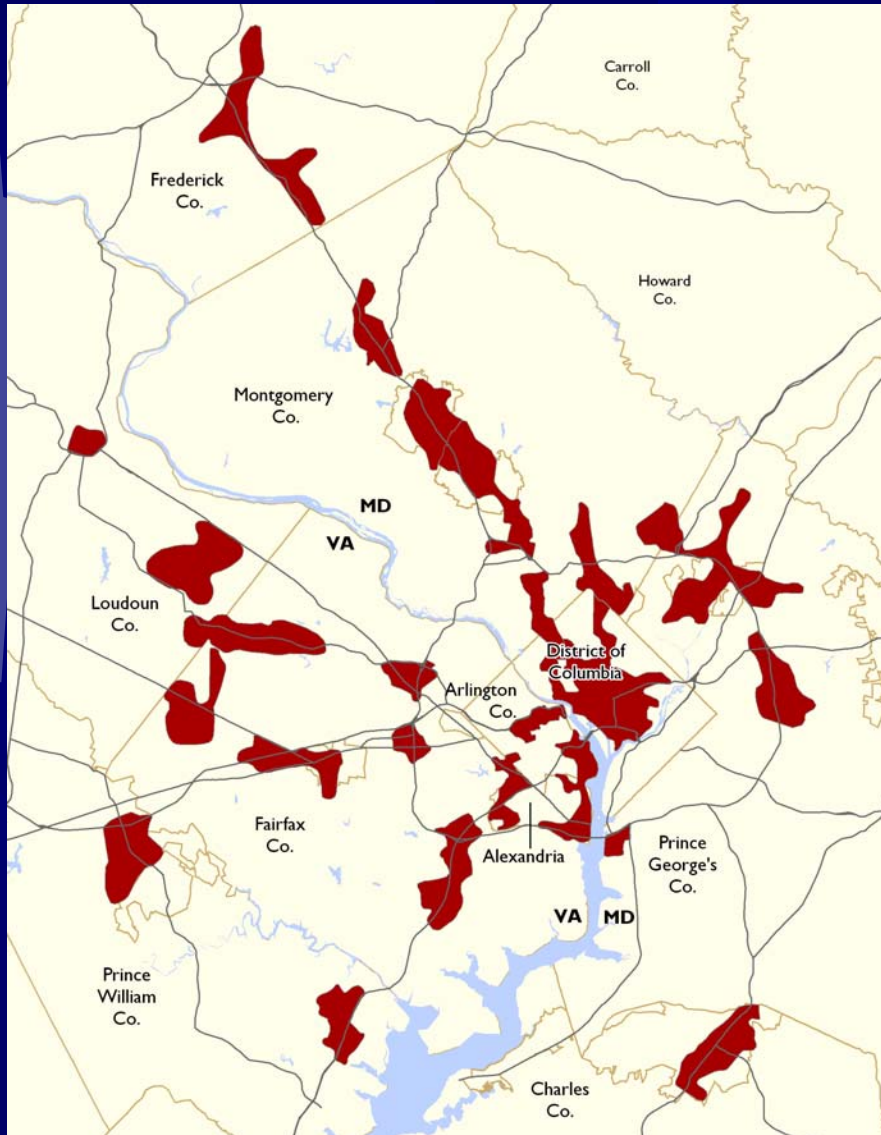 Carroll
Co.
Frederick
Co.
Howard
Co.
Montgomery
Co.
MD
VA
Loudoun
Co.
District of
Columbia
Arlington
Co.
Fairfax
Co.
Alexandria
Prince
George's
Co.
VA
MD
Prince
William
Co.
Charles
Co.